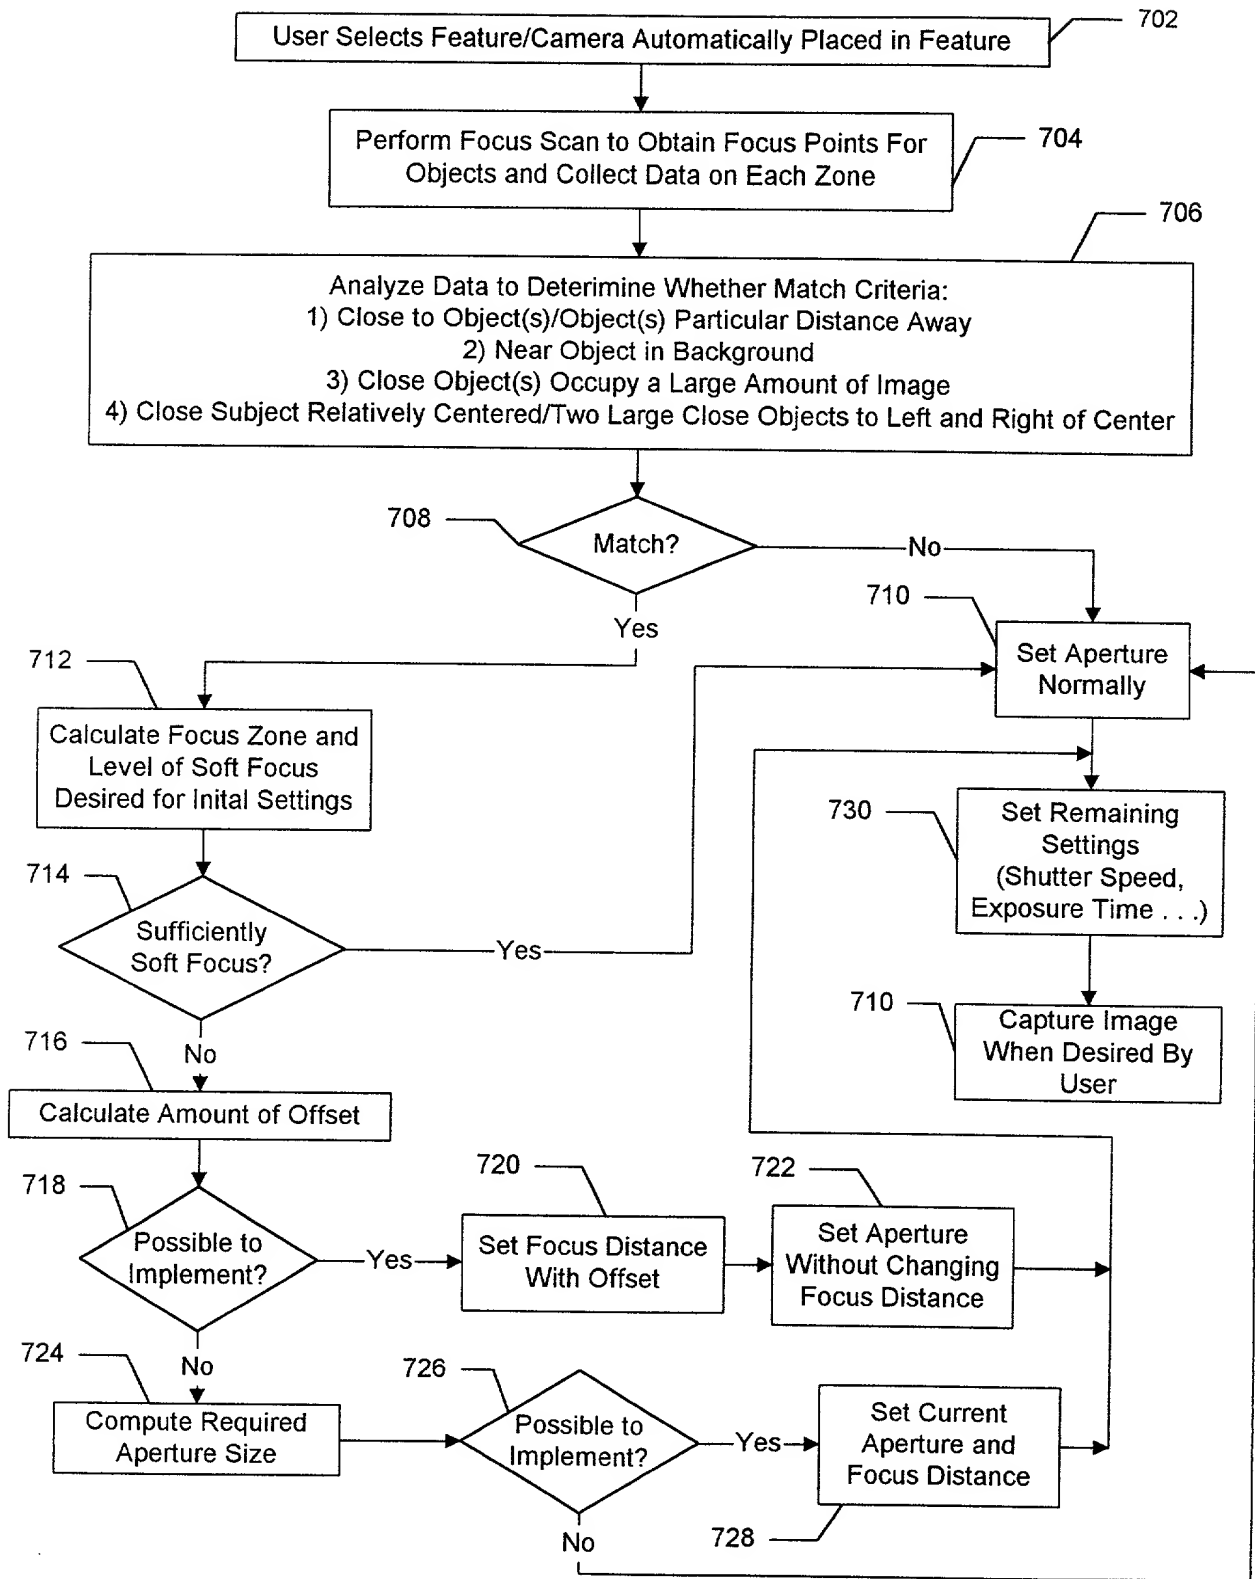 702
User Selects Feature/Camera Automatically Placed in Feature
704
Perform Focus Scan to Obtain Focus Points For
Objects and Collect Data on Each Zone
706
Analyze Data to Deterimine Whether Match Criteria:
1) Close to Object(s)/Object(s) Particular Distance Away
2) Near Object in Background
3) Close Object(s) Occupy a Large Amount of Image
4) Close Subject Relatively Centered/Two Large Close Objects to Left and Right of Center
708
Match?
No
Yes
710
Set Aperture
Normally
712
Calculate Focus Zone and
Level of Soft Focus
Desired for Inital Settings
730
Set Remaining
Settings
(Shutter Speed,
Exposure Time . . .)
714
Sufficiently
Soft Focus?
Yes
No
710
Capture Image
When Desired By
User
716
Calculate Amount of Offset
718
Possible to
Implement?
Yes
No
720
Set Focus Distance
With Offset
722
Set Aperture
Without Changing
Focus Distance
724
Compute Required
Aperture Size
726
Possible to
Implement?
Yes
No
Set Current
Aperture and
Focus Distance
728